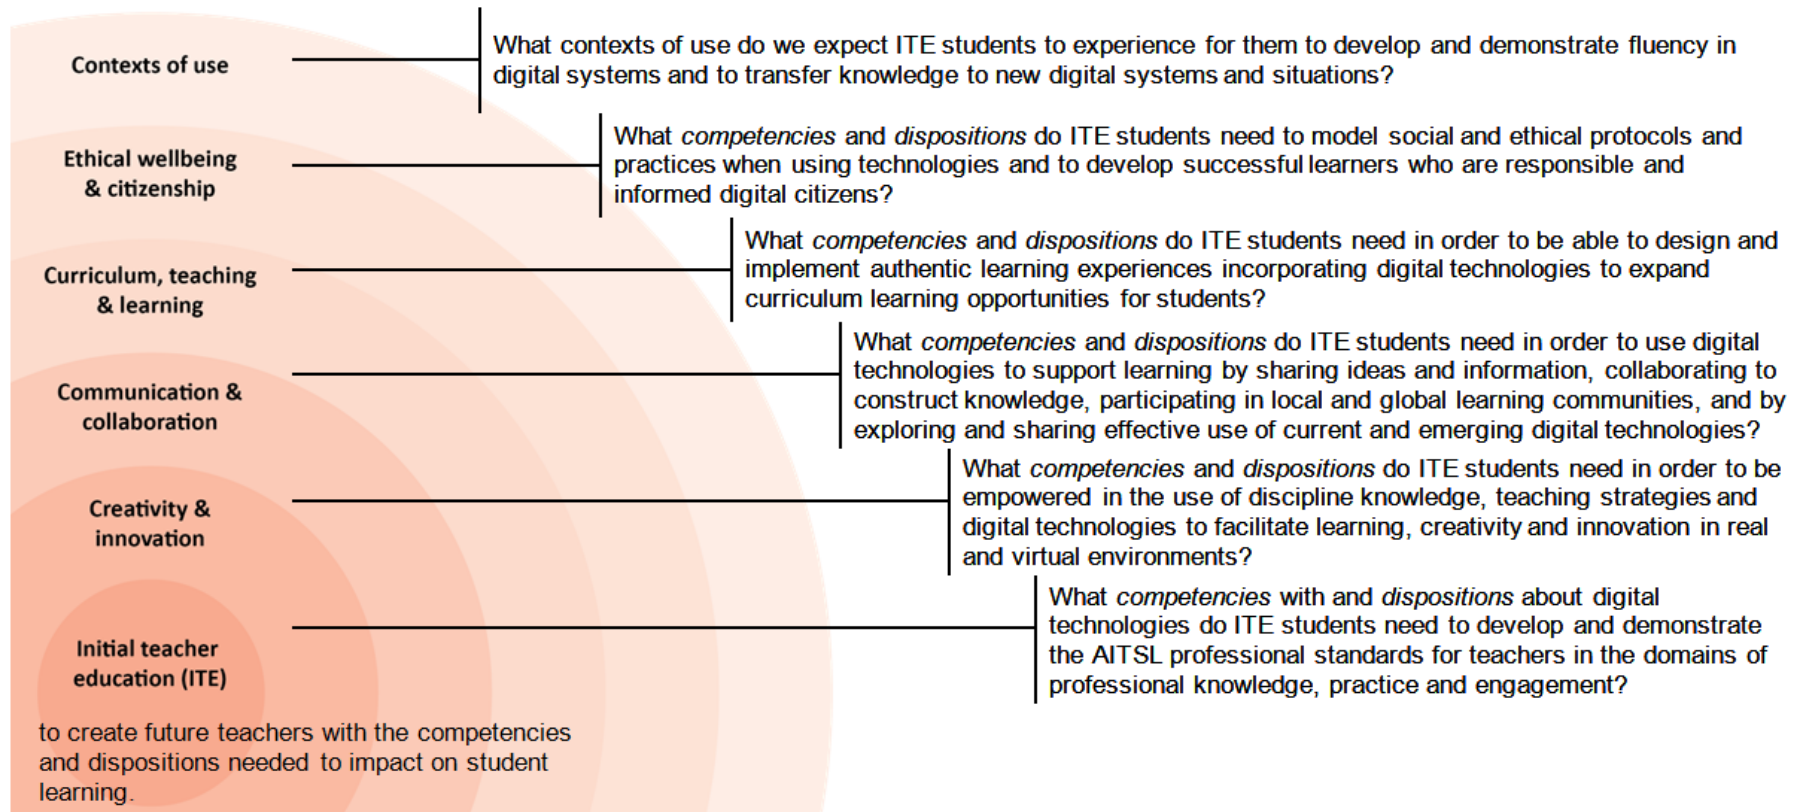 Contexts of use
What contexts of use do we expect ITE students to experience for them to develop and demonstrate fluency in
digital systems and to transfer knowledge to new digital systems and situations?
Ethical wellbeing
& citizenship
What competencies and dispositions do ITE students need to model social and ethical protocols and
practices when using technologies and to develop successful learners who are responsible and
informed digital citizens?
Curriculum, teaching
& learning
What competencies and dispositions do ITE students need in order to be able to design and
implement authentic learning experiences incorporating digital technologies to expand
curriculum learning opportunities for students?
Communication &
collaboration
What competencies and dispositions do ITE students need in order to use digital
technologies to support learning by sharing ideas and information, collaborating to
construct knowledge, participating in local and global learning communities, and by
exploring and sharing effective use of current and emerging digital technologies?
Creativity &
innovation
What competencies and dispositions do ITE students need in order to be
empowered in the use of discipline knowledge, teaching strategies and
digital technologies to facilitate learning, creativity and innovation in real
and virtual environments?
Initial teacher
education (ITE)
What competencies with and dispositions about digital
technologies do ITE students need to develop and demonstrate
the AITSL professional standards for teachers in the domains of
professional knowledge, practice and engagement?
to create future teachers with the competencies
and dispositions needed to impact on student
learning.